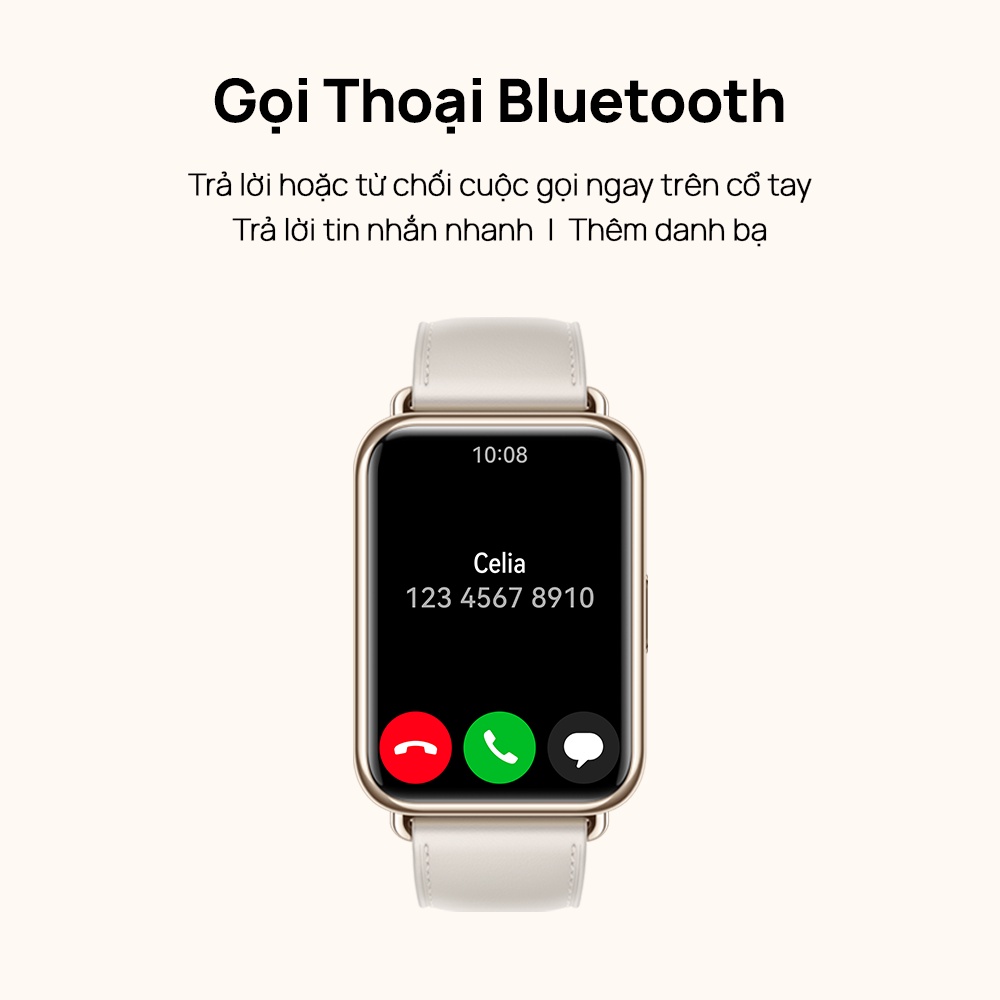 Gọi Thoại Bluetooth
Trả lời hoặc từ chối cuộc gọi ngay trên cổ tay
Trả lời tin nhắn nhanh | Thêm danh bạ
10:08
Celia
123 4567 8910